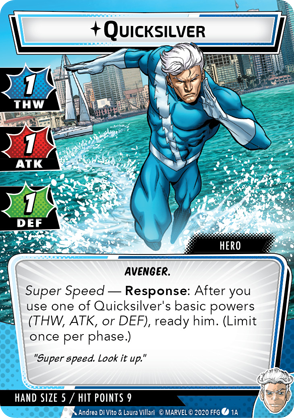 QUICKSILVER
1
THW
1
ATK
1
DEF
HERO
AVENGER.
Super Speed — Response: After you
use one of Quicksilver's basic powers
(THW, ATK, or DEF), ready him. (Limit
once per phase.)
"Super speed. Look it up."
HAND SIZE 5 / HIT POINTS 9
Andrea Di Vito & Laura Villari © MARVEL © 2020 FFG 1A